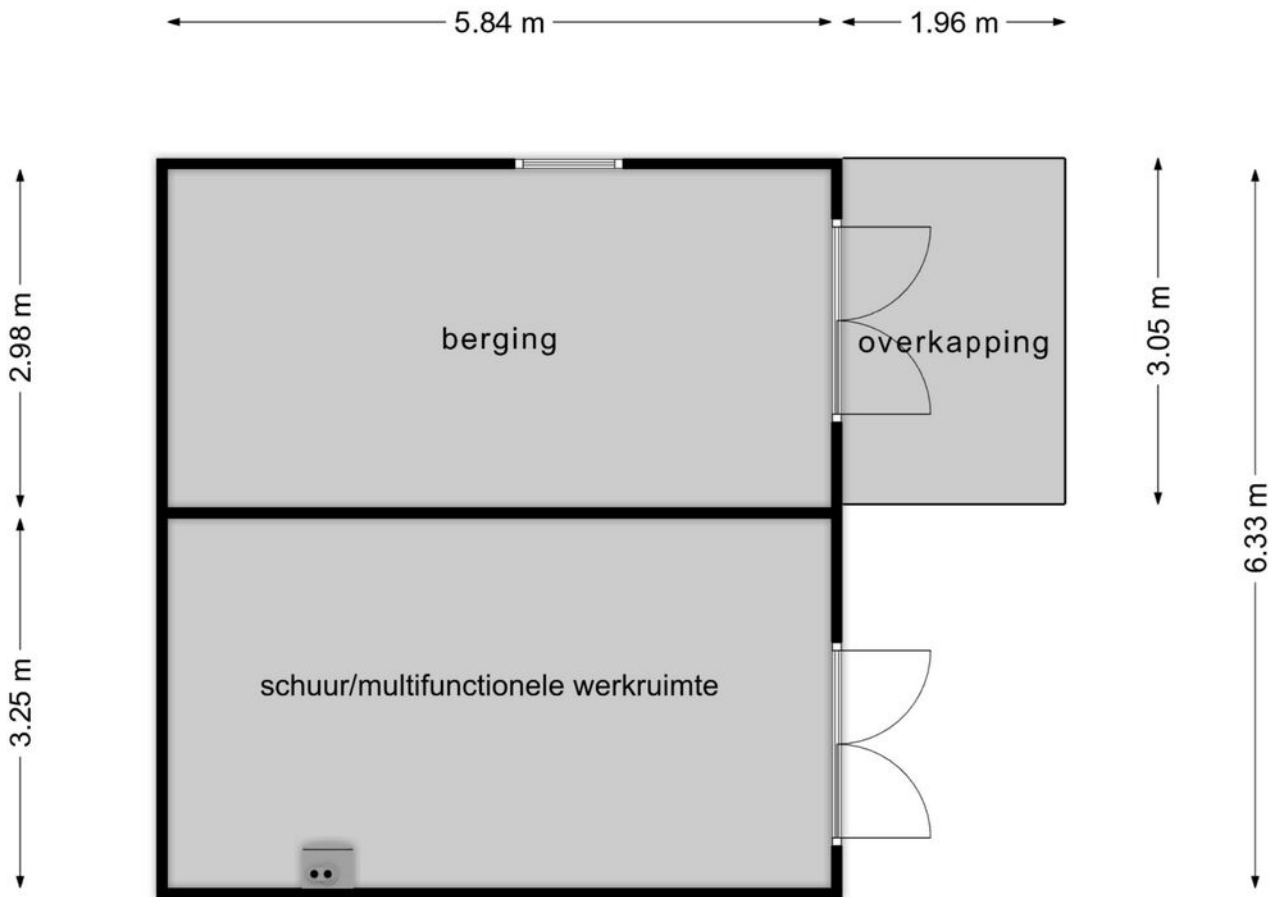 5.84 m
1.96 m
2.98 m
berging
overkapping
3.05 m
6.33 m
3.25 m
schuur/multifunctionele werkruimte